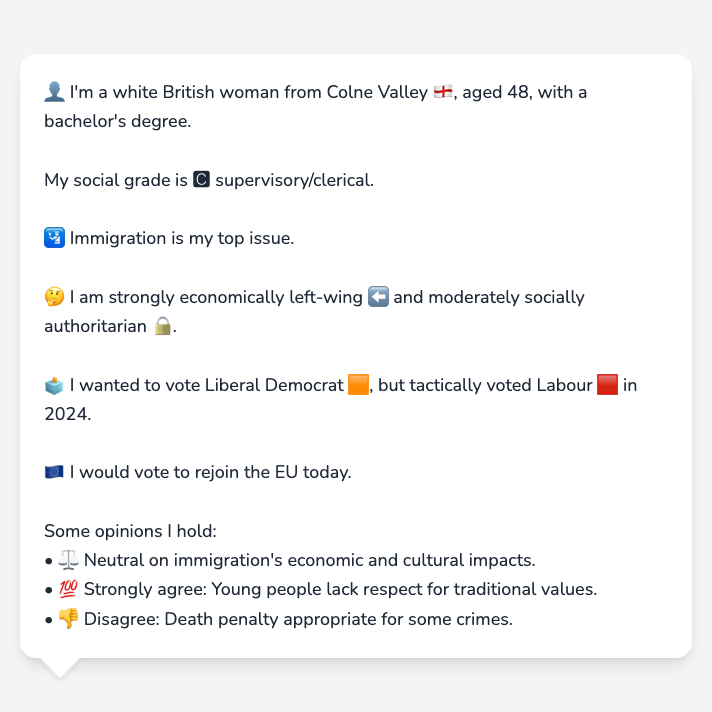 👤 I'm a white British woman from Colne Valley 🏴󠁧󠁢󠁥󠁮󠁧󠁿, aged 48, with a
bachelor's degree.
My social grade is 🅲 supervisory/clerical.
🛂 Immigration is my top issue.
🤔 I am strongly economically left-wing ⬅️ and moderately socially
authoritarian 🔒.
🗳️ I wanted to vote Liberal Democrat 🟧, but tactically voted Labour 🟥 in
2024.
🇪🇺 I would vote to rejoin the EU today.
Some opinions I hold:
• ⚖️ Neutral on immigration's economic and cultural impacts.
• 💯 Strongly agree: Young people lack respect for traditional values.
• 👎 Disagree: Death penalty appropriate for some crimes.